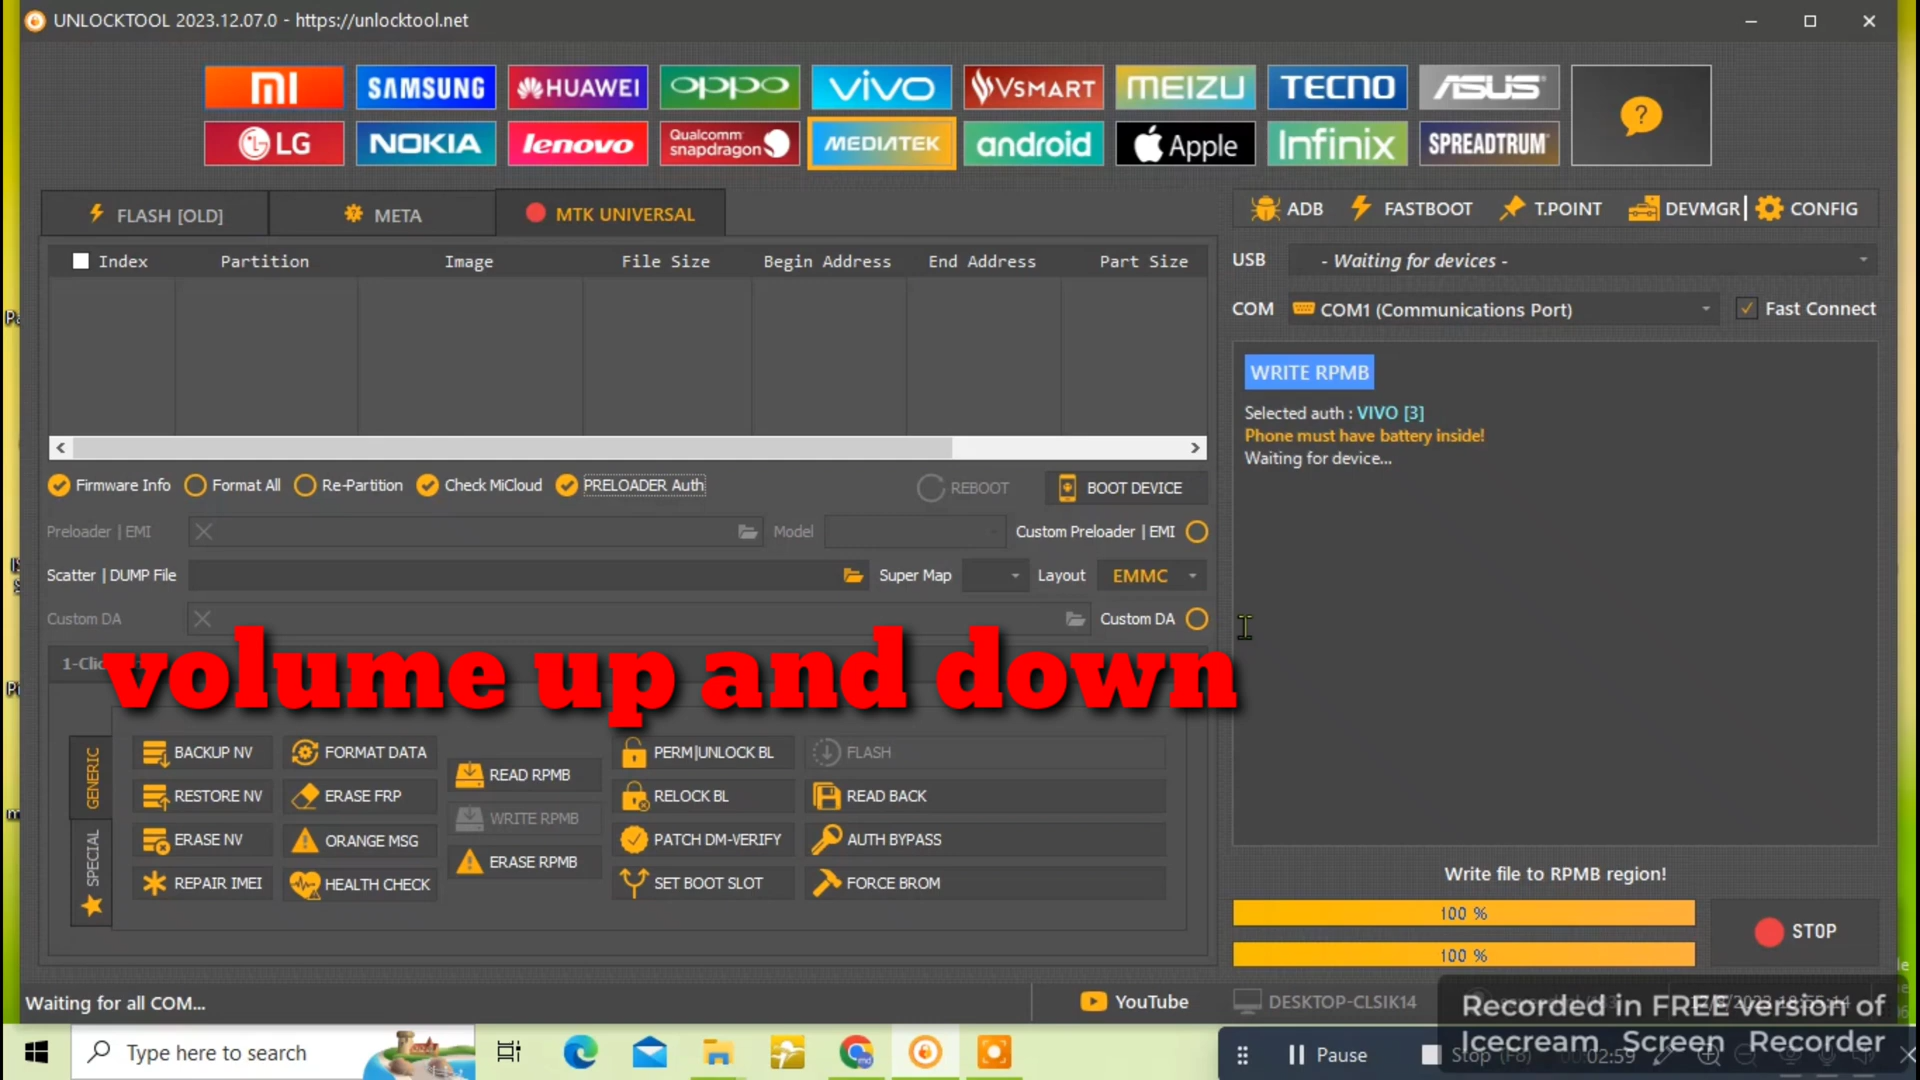 UNLOCKTOOL 2023.12.07.0 - https://unlocktool.net
MI SAMSUNG HUAWEI oppo vivo VSMART MEIZU TECNO ASUS
LG NOKIA lenovo Qualcomm snapdragon MEDIATEK android Apple Infinix SPREADTRUM
?
FLASH [OLD] META MTK UNIVERSAL
ADB FASTBOOT T.POINT DEVMGR CONFIG
Index Partition Image File Size Begin Address End Address Part Size
USB - Waiting for devices -
COM COM1 (Communications Port) Fast Connect
WRITE RPMB
Selected auth : VIVO [3]
Phone must have battery inside!
Waiting for device...
Firmware Info Format All Re-Partition Check MiCloud PRELOADER Auth REBOOT BOOT DEVICE
Preloader | EMI Model Custom Preloader | EMI
Scatter | DUMP File Super Map Layout EMMC
Custom DA Custom DA
volume up and down
GENERIC
SPECIAL
BACKUP NV FORMAT DATA READ RPMB PERM|UNLOCK BL FLASH
RESTORE NV ERASE FRP WRITE RPMB RELOCK BL READ BACK
ERASE NV ORANGE MSG ERASE RPMB PATCH DM-VERIFY AUTH BYPASS
REPAIR IMEI HEALTH CHECK SET BOOT SLOT FORCE BROM
Write file to RPMB region!
100 %
100 %
STOP
Waiting for all COM...
YouTube DESKTOP-CLSIK14
Recorded in FREE version of
Icecream Screen Recorder
Type here to search
Pause Stop (F8) 00:02:59